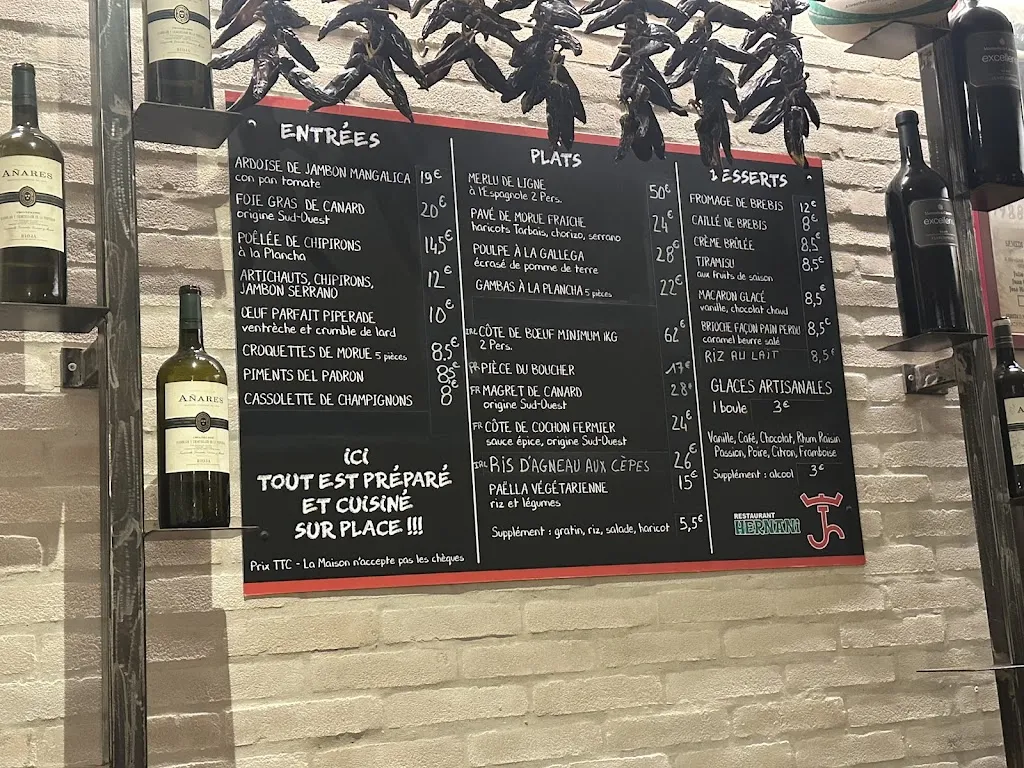 ENTRÉES
ARDOISE DE JAMBON MANGALICA 19€
con pan tomate
FOIE GRAS DE CANARD 20€
origine Sud-Ouest
POÊLÉE DE CHIPIRONS 14,5€
à la Plancha
ARTICHAUTS, CHIPIRONS, 12€
JAMBON SERRANO
ŒUF PARFAIT PIPERADE 10€
ventrèche et crumble de lard
CROQUETTES DE MORUE 5 pièces 8,5€
PIMENTS DEL PADRON 8€
CASSOLETTE DE CHAMPIGNONS 8€
ICI
TOUT EST PRÉPARÉ
ET CUISINÉ
SUR PLACE !!!
Prix TTC - La Maison n'accepte pas les chèques
PLATS
MERLU DE LIGNE 50€
à l'Espagnole 2 Pers.
PAVÉ DE MORUE FRAICHE 24€
haricots Tarbais, chorizo, serrano
POULPE À LA GALLEGA 28€
écrasé de pomme de terre
GAMBAS À LA PLANCHA 5 pièces 22€
IRL CÔTE DE BŒUF MINIMUM 1KG 62€
2 Pers.
FR PIÈCE DU BOUCHER 17€
FR MAGRET DE CANARD 28€
origine Sud-Ouest
FR CÔTE DE COCHON FERMIER 24€
sauce épice, origine Sud-Ouest
IRL RIS D'AGNEAU AUX CÈPES 26€
PAËLLA VÉGÉTARIENNE 15€
riz et légumes
Supplément : gratin, riz, salade, haricot 5,5€
DESSERTS
FROMAGE DE BREBIS 12€
CAILLÉ DE BREBIS 8€
CRÈME BRÛLÉE 8,5€
TIRAMISU 8,5€
aux fruits de saison
MACARON GLACÉ 8,5€
vanille, chocolat chaud
BRIOCHE FAÇON PAIN PERDU 8,5€
caramel beurre salé
RIZ AU LAIT 8,5€
GLACES ARTISANALES
1 boule 3€
Vanille, Café, Chocolat, Rhum Raisin
Passion, Poire, Citron, Framboise
Supplément : alcool 3€
RESTAURANT
HERNANI
AÑARES
RIOJA
AÑARES
RIOJA
RIOJA
excellens
excellens